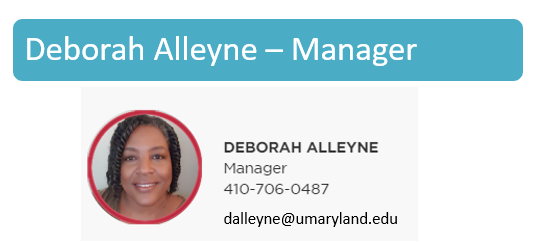 Deborah Alleyne – Manager
DEBORAH ALLEYNE
Manager
410-706-0487
dalleyne@umaryland.edu